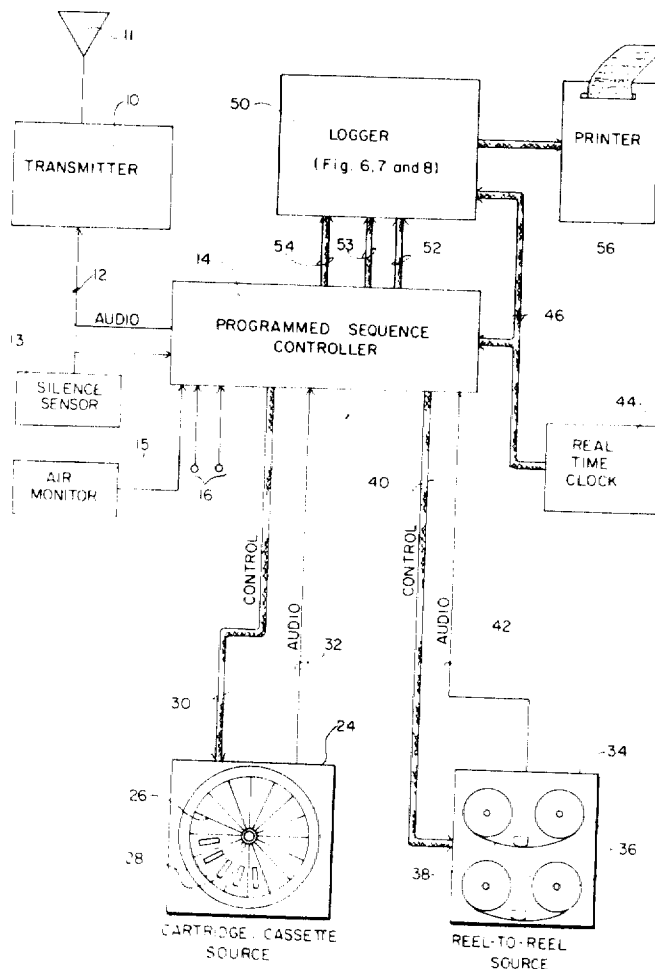 11
10
TRANSMITTER
50
LOGGER
(Fig. 6,7 and 8)
PRINTER
56
54
53
52
14
12
AUDIO
PROGRAMMED SEQUENCE
CONTROLLER
46
13
SILENCE
SENSOR
44
REAL
TIME
CLOCK
15
AIR
MONITOR
16
40
CONTROL
AUDIO
CONTROL
AUDIO
42
32
30
24
34
26
28
36
38
CARTRIDGE, CASSETTE
SOURCE
REEL-TO-REEL
SOURCE